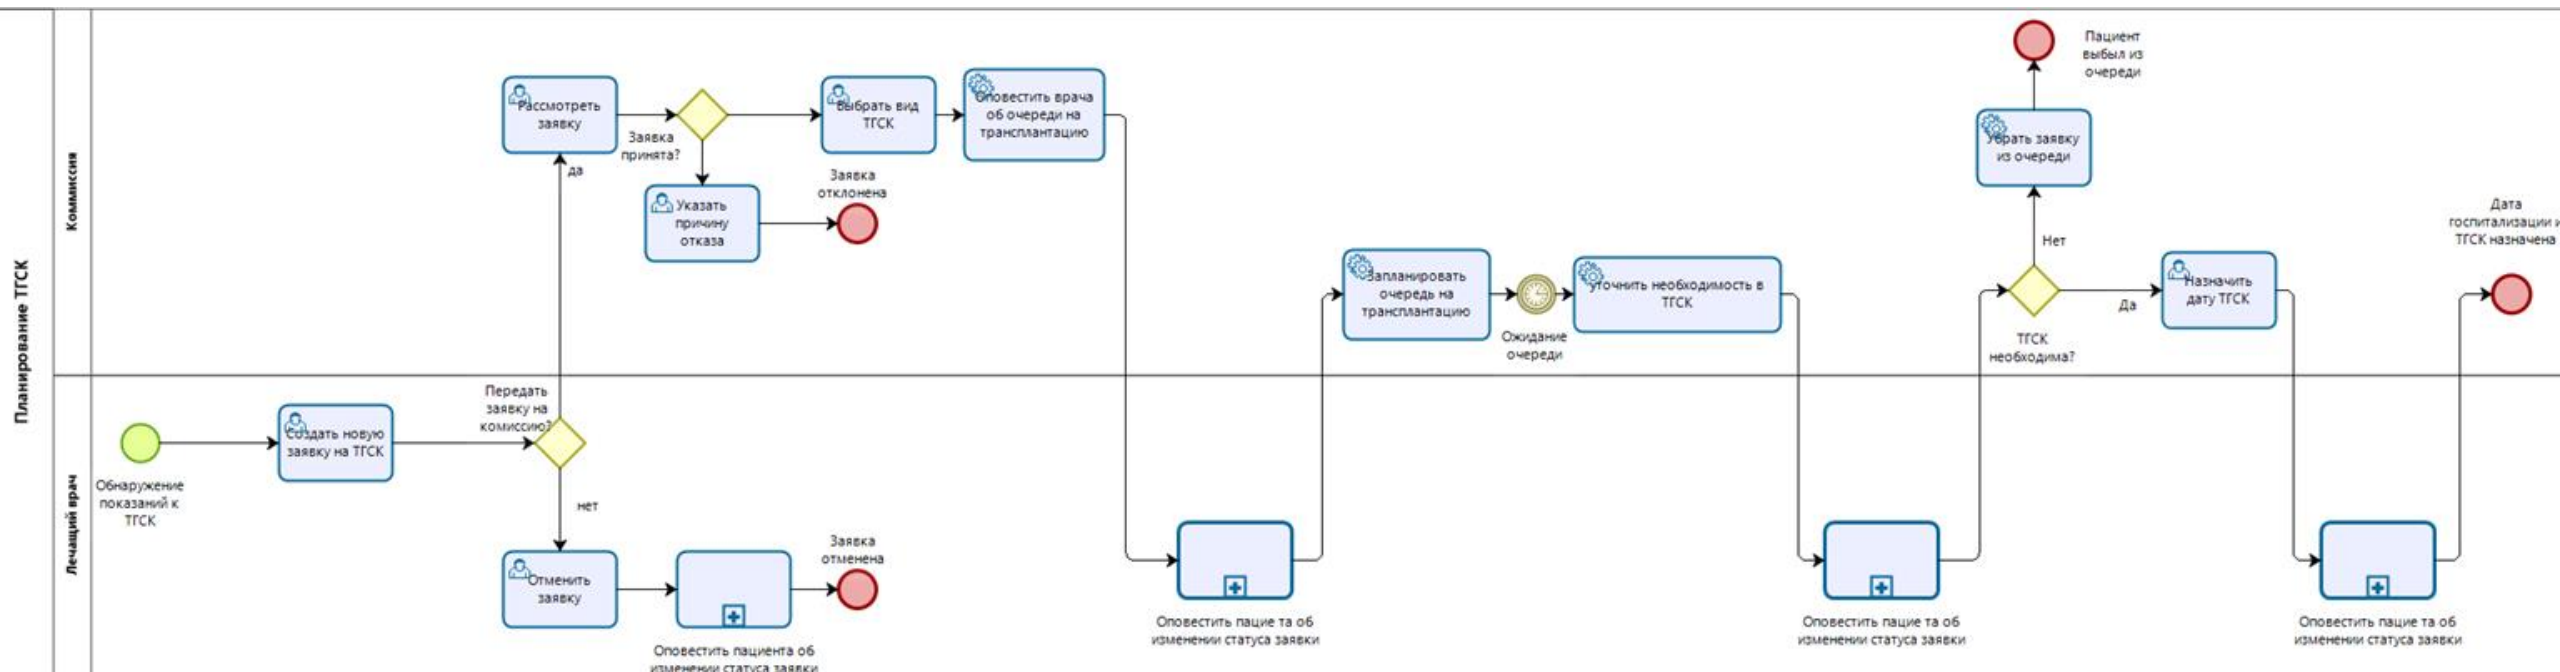 Планирование ТГСК
Коммиссия
Лечащий врач
Обнаружение
показаний к
ТГСК
Создать новую
заявку на ТГСК
Передать
заявку на
комиссию?
да
нет
Рассмотреть
заявку
Заявка
принята?
Указать
причину
отказа
Заявка
отклонена
Выбрать вид
ТГСК
Оповестить врача
об очереди на
трансплантацию
Отменить
заявку
Оповестить пациента об
изменении статуса заявки
Заявка
отменена
Оповестить пацие та об
изменении статуса заявки
Запланировать
очередь на
трансплантацию
Ожидание
очереди
уточнить необходимость в
ТГСК
Оповестить пацие та об
изменении статуса заявки
ТГСК
необходима?
Нет
Убрать заявку
из очереди
Пациент
выбыл из
очереди
Да
Назначить
дату ТГСК
Оповестить пацие та об
изменении статуса заявки
Дата
госпитализации и
ТГСК назначена